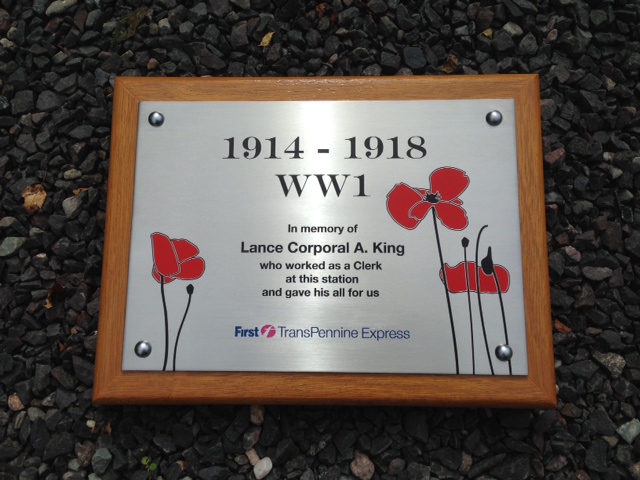 1914 - 1918
WW1
In memory of
Lance Corporal A. King
who worked as a Clerk
at this station
and gave his all for us
First TransPennine Express